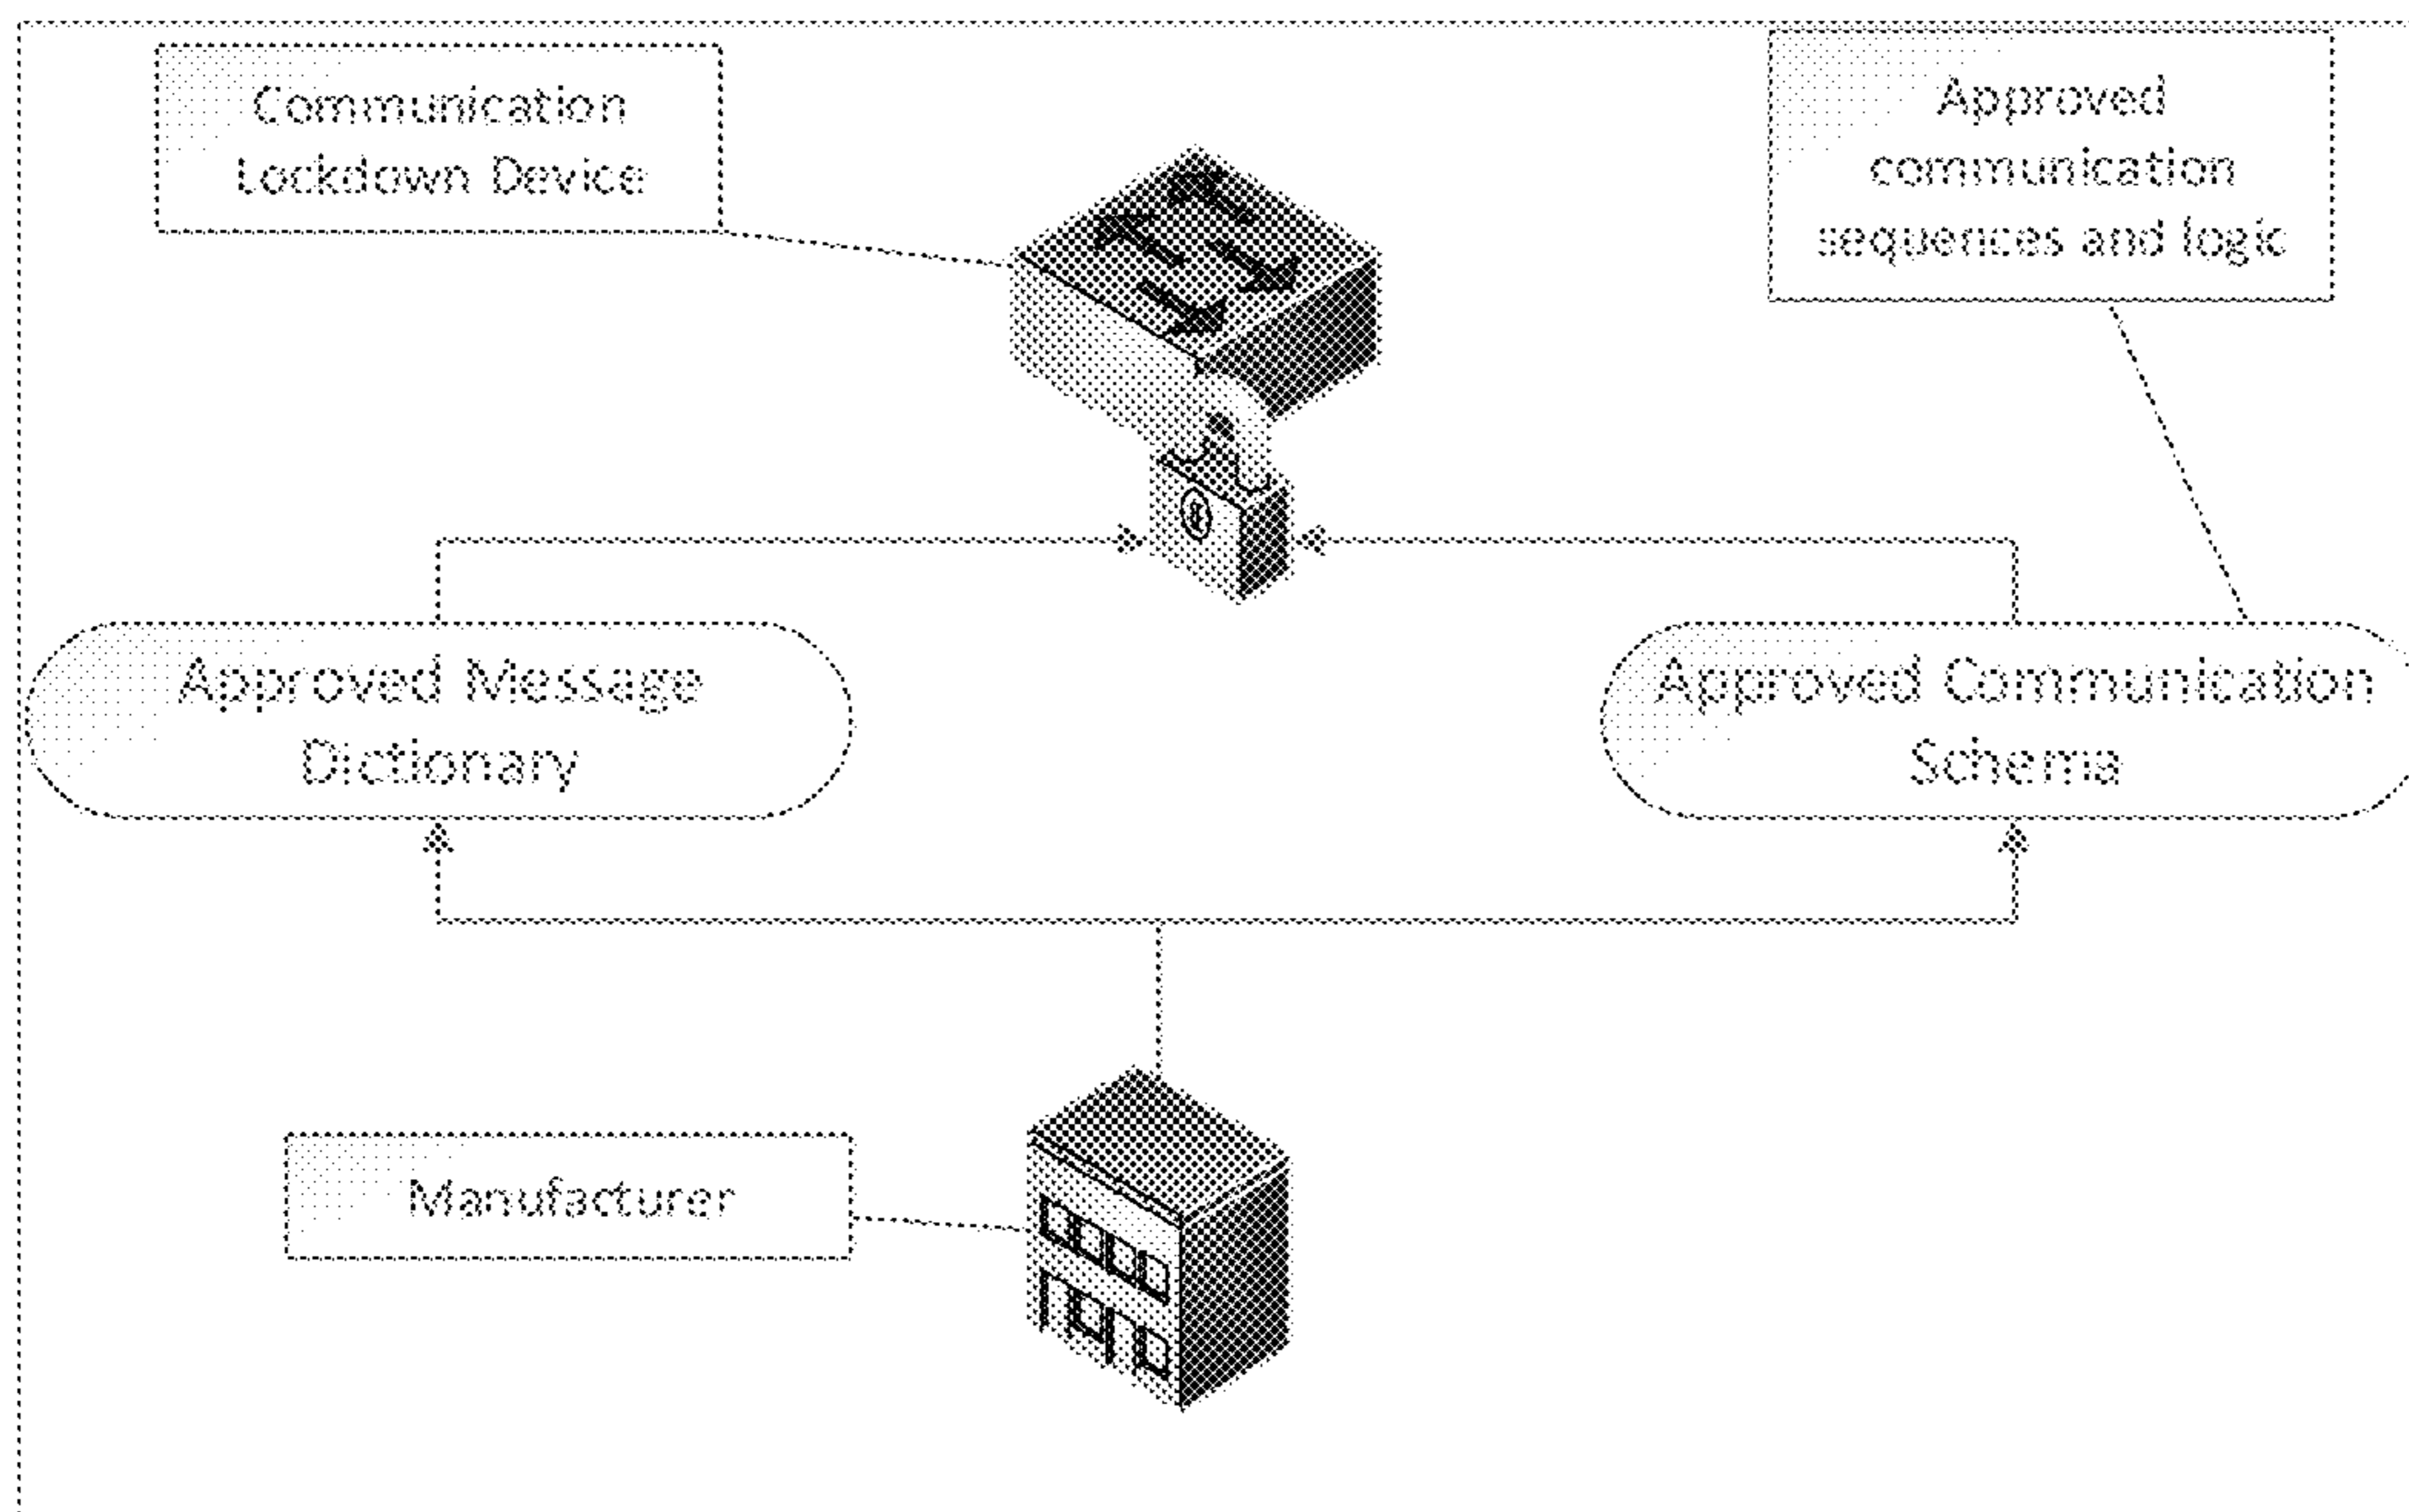 Communication
Lockdown Device
Approved
communication
sequences and logic
Approved Message
Dictionary
Approved Communication
Schema
Manufacturer